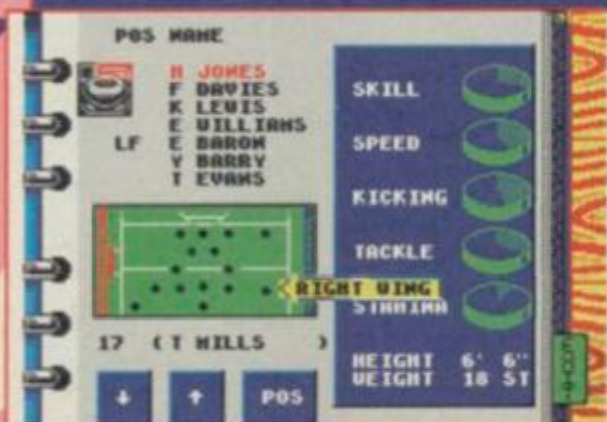 POS NAME
H JONES
F DAVIES
K LEWIS
E WILLIAMS
LF E BARON
V BARRY
T EVANS
SKILL
SPEED
KICKING
TACKLE
STAMINA
RIGHT WING
17 ( T MILLS )
HEIGHT 6' 6"
WEIGHT 18 ST
POS